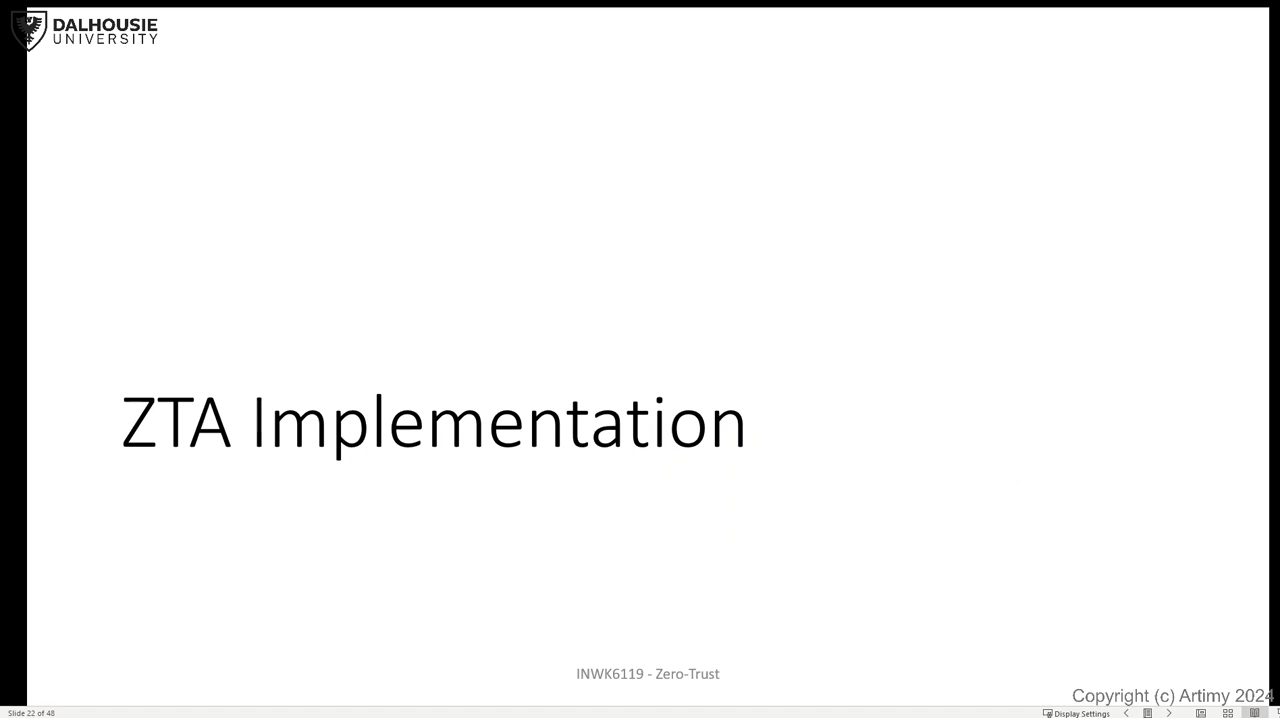 DALHOUSIE
UNIVERSITY
ZTA Implementation
INWK6119 - Zero-Trust
Copyright (c) Artimy 2024
Slide 22 of 48
Display Settings